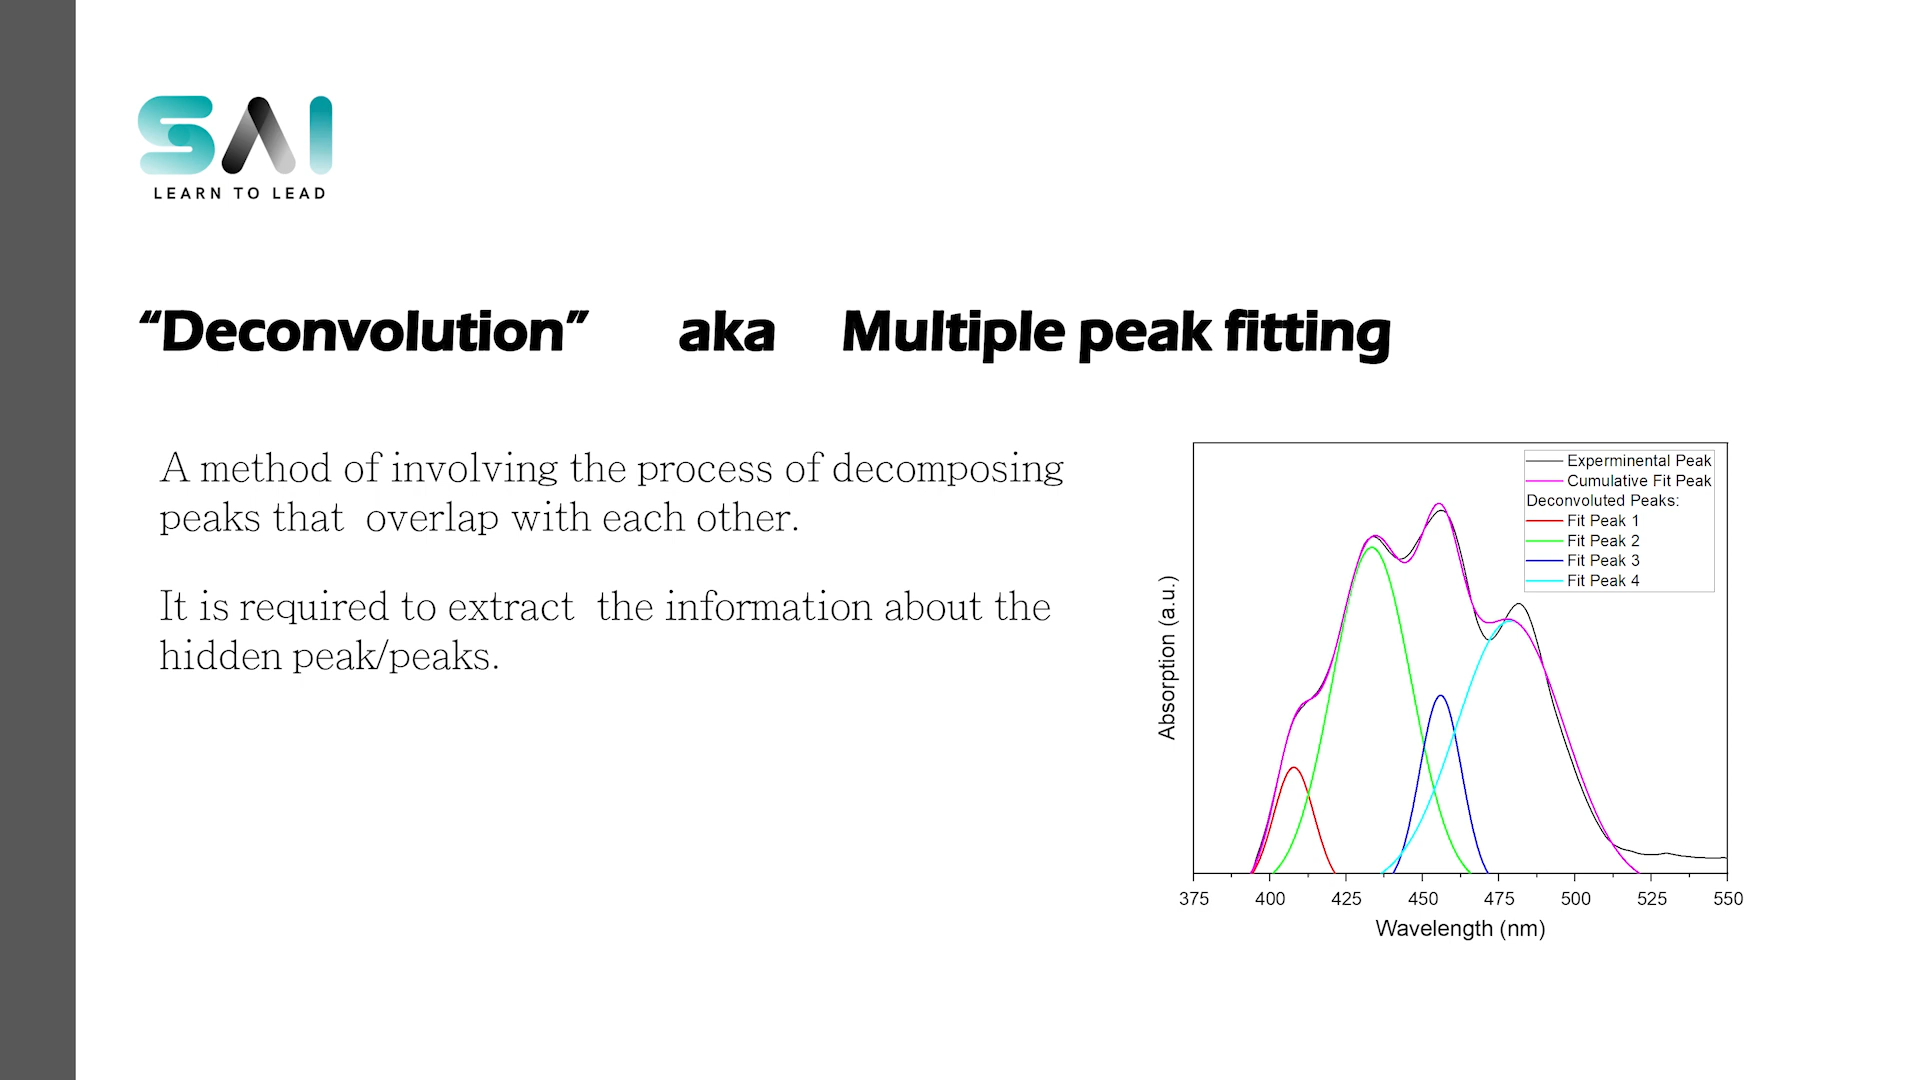 SAI
LEARN TO LEAD
“Deconvolution” aka Multiple peak fitting
A method of involving the process of decomposing
peaks that overlap with each other.
It is required to extract the information about the
hidden peak/peaks.
Experminental Peak
Cumulative Fit Peak
Deconvoluted Peaks:
Fit Peak 1
Fit Peak 2
Fit Peak 3
Fit Peak 4
Absorption (a.u.)
375 400 425 450 475 500 525 550
Wavelength (nm)